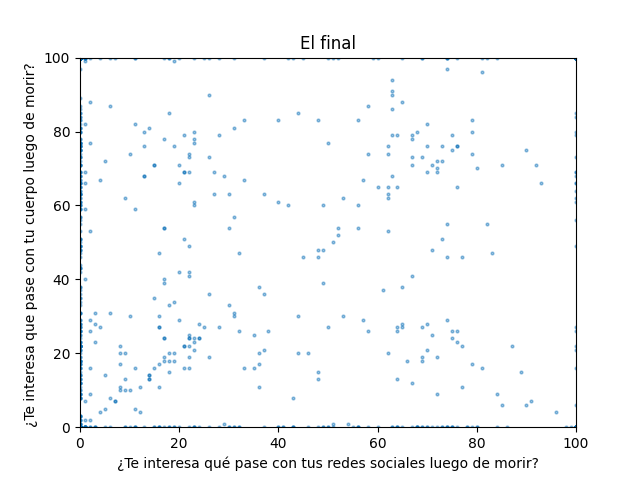 El final
¿Te interesa que pase con tu cuerpo luego de morir?
100
80
60
40
20
0
0 20 40 60 80 100
¿Te interesa qué pase con tus redes sociales luego de morir?